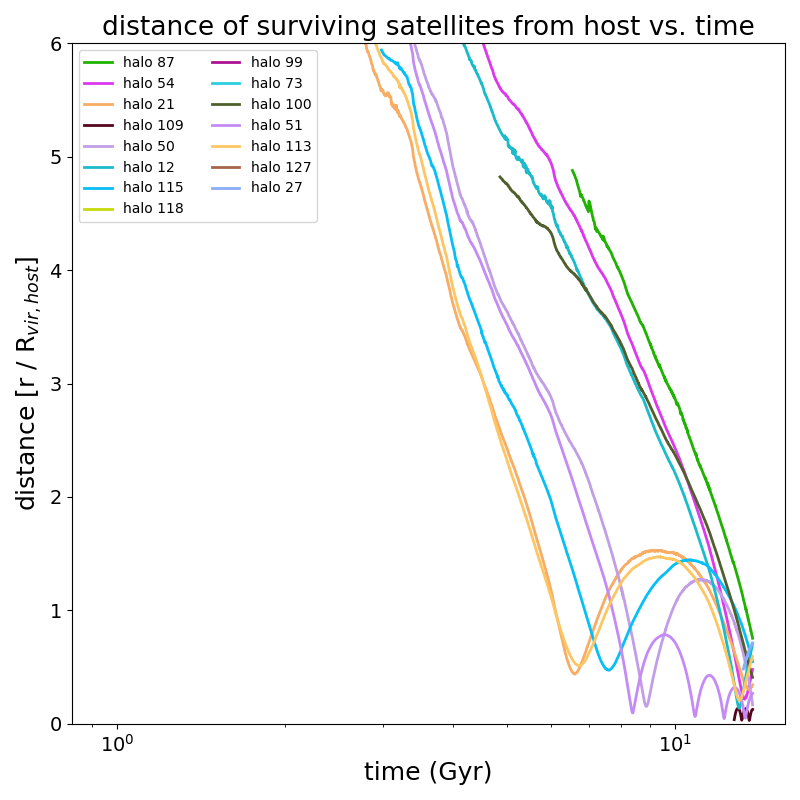 distance of surviving satellites from host vs. time
6
5
4
3
2
1
0
distance [r / R_{vir,host}]
halo 87
halo 54
halo 21
halo 109
halo 50
halo 12
halo 115
halo 118
halo 99
halo 73
halo 100
halo 51
halo 113
halo 127
halo 27
10^0
10^1
time (Gyr)